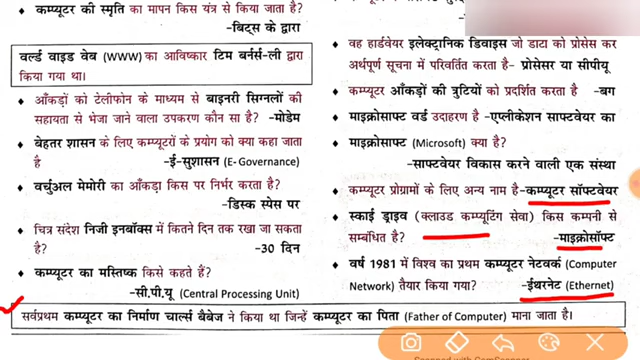 कम्प्यूटर की स्मृति का मापन किस यंत्र से किया जाता है?
-बिट्स के द्वारा
वर्ल्ड वाइड वेब (WWW) का आविष्कार टिम बर्नर्स-ली द्वारा
किया गया था।
आँकड़ों को टेलीफोन के माध्यम से बाइनरी सिग्नलों की
सहायता से भेजा जाने वाला उपकरण कौन सा है? -मोडेम
बेहतर शासन के लिए कम्प्यूटरों के प्रयोग को क्या कहा जाता
है -ई-सुशासन (E-Governance)
वर्चुअल मेमोरी का आँकड़ा किस पर निर्भर करता है?
-डिस्क स्पेस पर
चित्र संदेश निजी इनबॉक्स में कितने दिन तक रखा जा सकता
है? -30 दिन
कम्प्यूटर का मस्तिष्क किसे कहते हैं?
-सी.पी.यू (Central Processing Unit)
वह हार्डवेयर इलेक्ट्रानिक डिवाइस जो डाटा को प्रोसेस कर
अर्थपूर्ण सूचना में परिवर्तित करता है- प्रोसेसर या सीपीयू
कम्प्यूटर आँकड़ों की त्रुटियों को प्रदर्शित करता है -बग
माइक्रोसाफ्ट वर्ड उदाहरण है -एप्लीकेशन साफ्टवेयर का
माइक्रोसाफ्ट (Microsoft) क्या है?
-साफ्टवेयर विकास करने वाली एक संस्था
कम्प्यूटर प्रोग्रामों के लिए अन्य नाम है- कम्प्यूटर सॉफ्टवेयर
स्काई ड्राइव (क्लाउड कम्प्यूटिंग सेवा) किस कम्पनी से
सम्बंधित है? -माइक्रोसॉफ्ट
वर्ष 1981 में विश्व का प्रथम कम्प्यूटर नेटवर्क (Computer
Network) तैयार किया गया? -ईथरनेट (Ethernet)
सर्वप्रथम कम्प्यूटर का निर्माण चार्ल्स बैबेज ने किया था जिन्हें कम्प्यूटर का पिता (Father of Computer) माना जाता है।